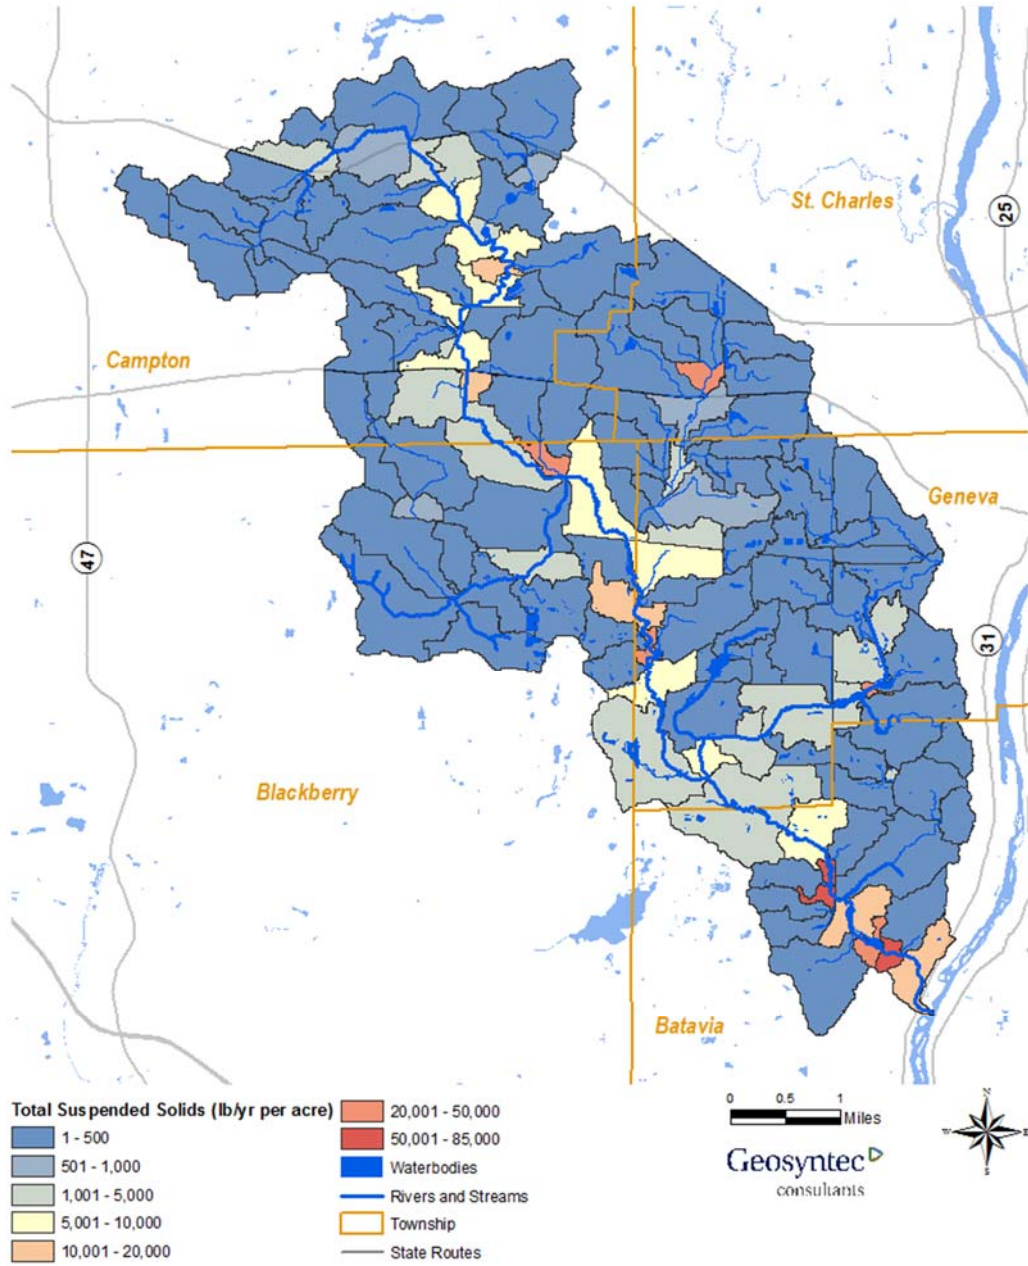 St. Charles
25
Campton
Geneva
47
31
Blackberry
Batavia
Total Suspended Solids (lb/yr per acre)
1 - 500
501 - 1,000
1,001 - 5,000
5,001 - 10,000
10,001 - 20,000
20,001 - 50,000
50,001 - 85,000
Waterbodies
Rivers and Streams
Township
State Routes
0 0.5 1
Miles
Geosyntec
consultants
N
W E
S